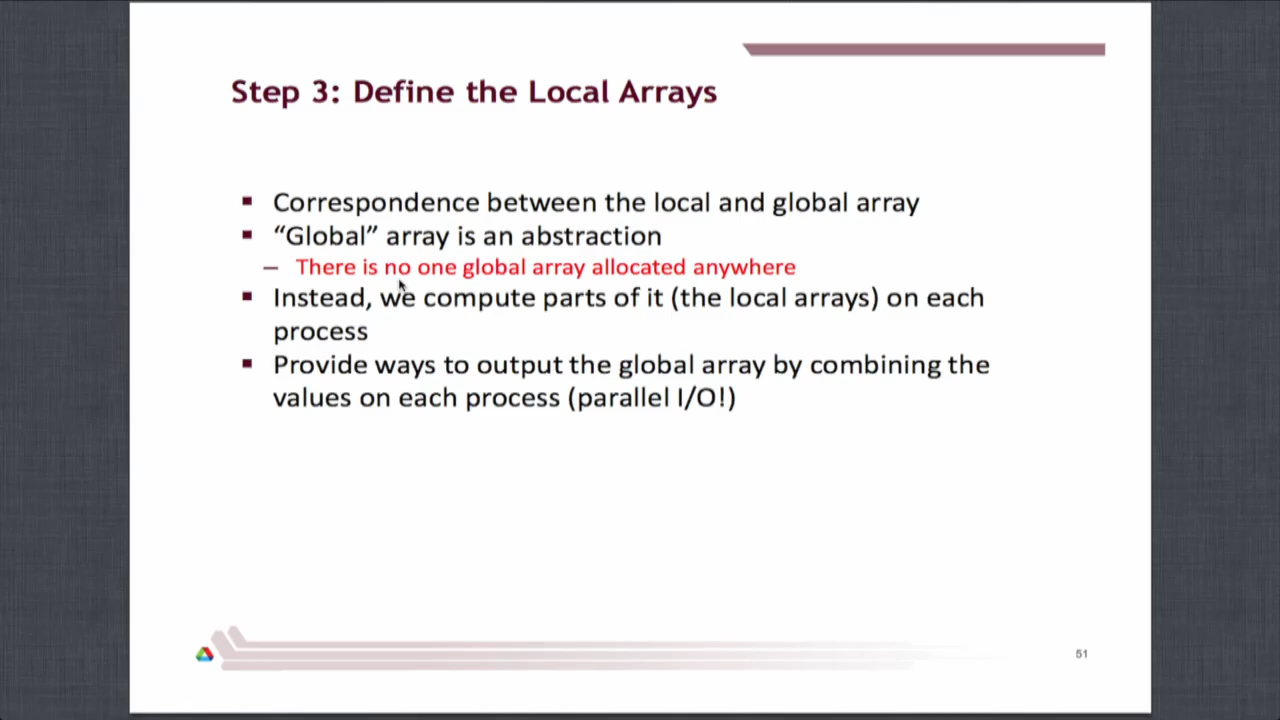 Step 3: Define the Local Arrays
▪ Correspondence between the local and global array
▪ “Global” array is an abstraction
– There is no one global array allocated anywhere
▪ Instead, we compute parts of it (the local arrays) on each
process
▪ Provide ways to output the global array by combining the
values on each process (parallel I/O!)
51